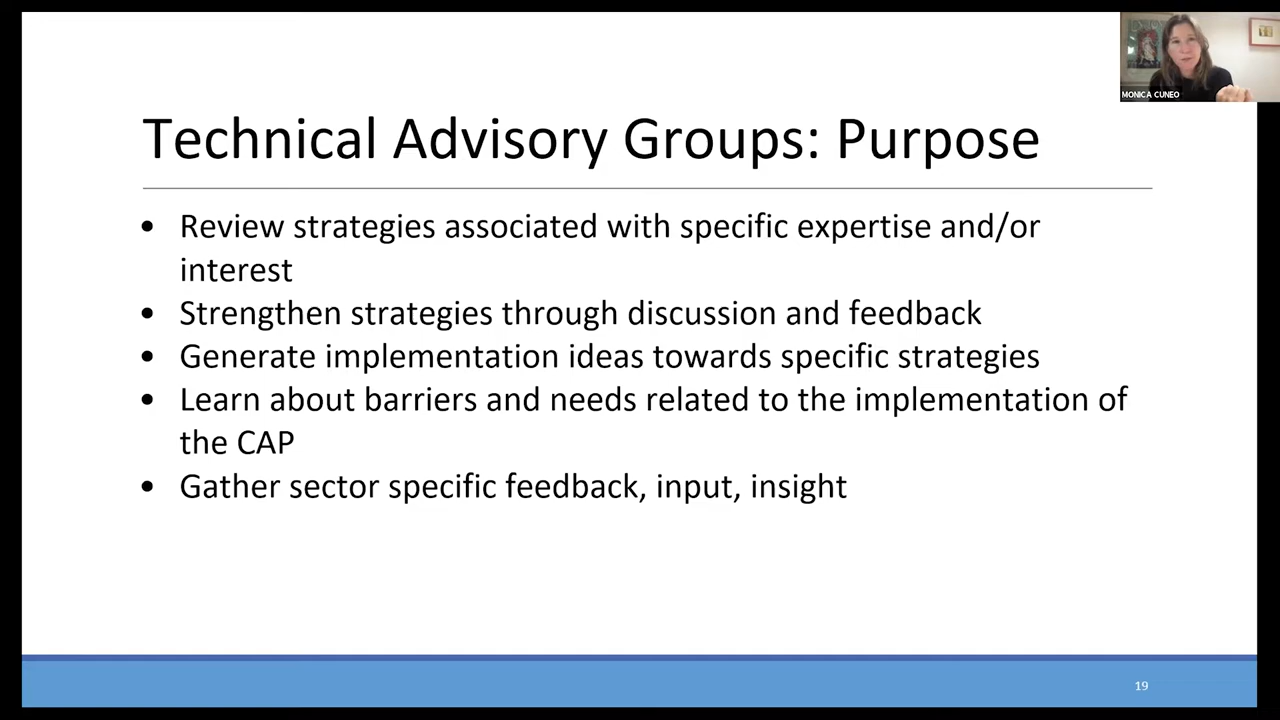 MONICA CUNEO
Technical Advisory Groups: Purpose
• Review strategies associated with specific expertise and/or
interest
• Strengthen strategies through discussion and feedback
• Generate implementation ideas towards specific strategies
• Learn about barriers and needs related to the implementation of
the CAP
• Gather sector specific feedback, input, insight
19